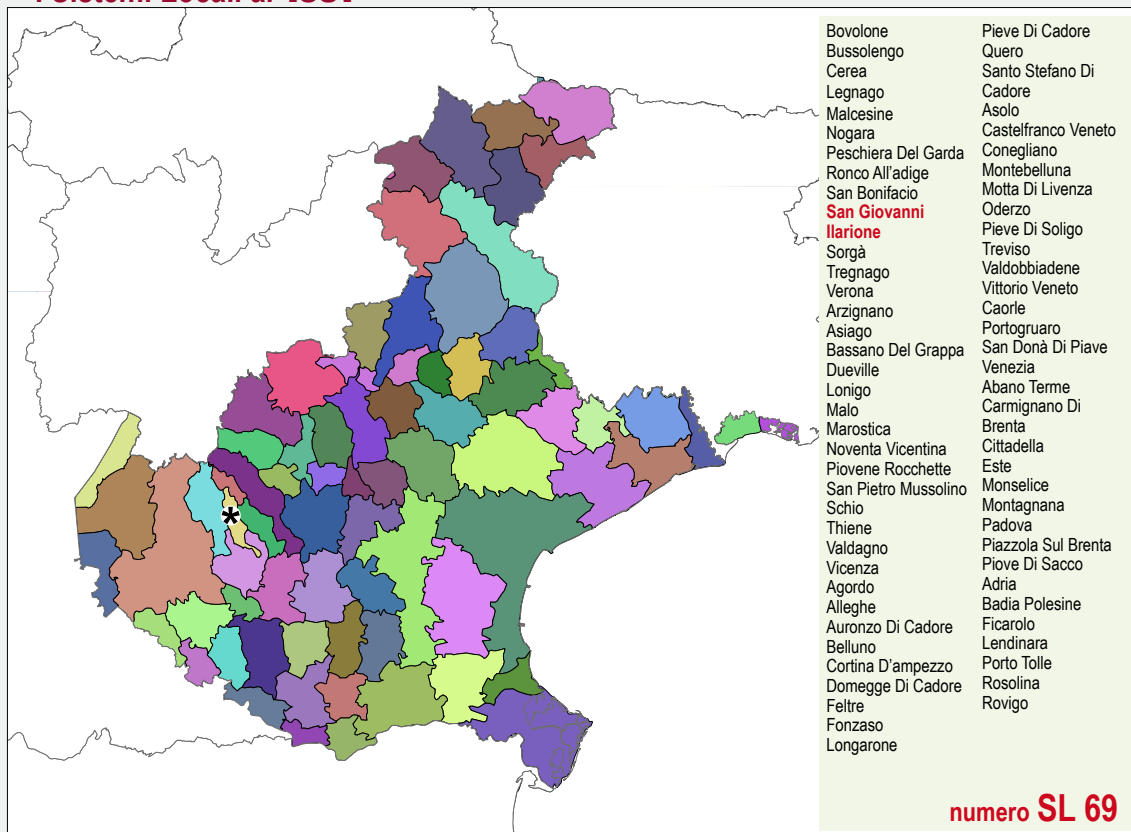 Bovolone
Bussolengo
Cerea
Legnago
Malcesine
Nogara
Peschiera Del Garda
Ronco All'adige
San Bonifacio
San Giovanni
Ilarione
Sorgà
Tregnago
Verona
Arzignano
Asiago
Bassano Del Grappa
Dueville
Lonigo
Malo
Marostica
Noventa Vicentina
Piovene Rocchette
San Pietro Mussolino
Schio
Thiene
Valdagno
Vicenza
Agordo
Alleghe
Auronzo Di Cadore
Belluno
Cortina D'ampezzo
Domegge Di Cadore
Feltre
Fonzaso
Longarone
Pieve Di Cadore
Quero
Santo Stefano Di
Cadore
Asolo
Castelfranco Veneto
Conegliano
Montebelluna
Motta Di Livenza
Oderzo
Pieve Di Soligo
Treviso
Valdobbiadene
Vittorio Veneto
Caorle
Portogruaro
San Donà Di Piave
Venezia
Abano Terme
Carmignano Di
Brenta
Cittadella
Este
Monselice
Montagnana
Padova
Piazzola Sul Brenta
Piove Di Sacco
Adria
Badia Polesine
Ficarolo
Lendinara
Porto Tolle
Rosolina
Rovigo
*
numero SL 69